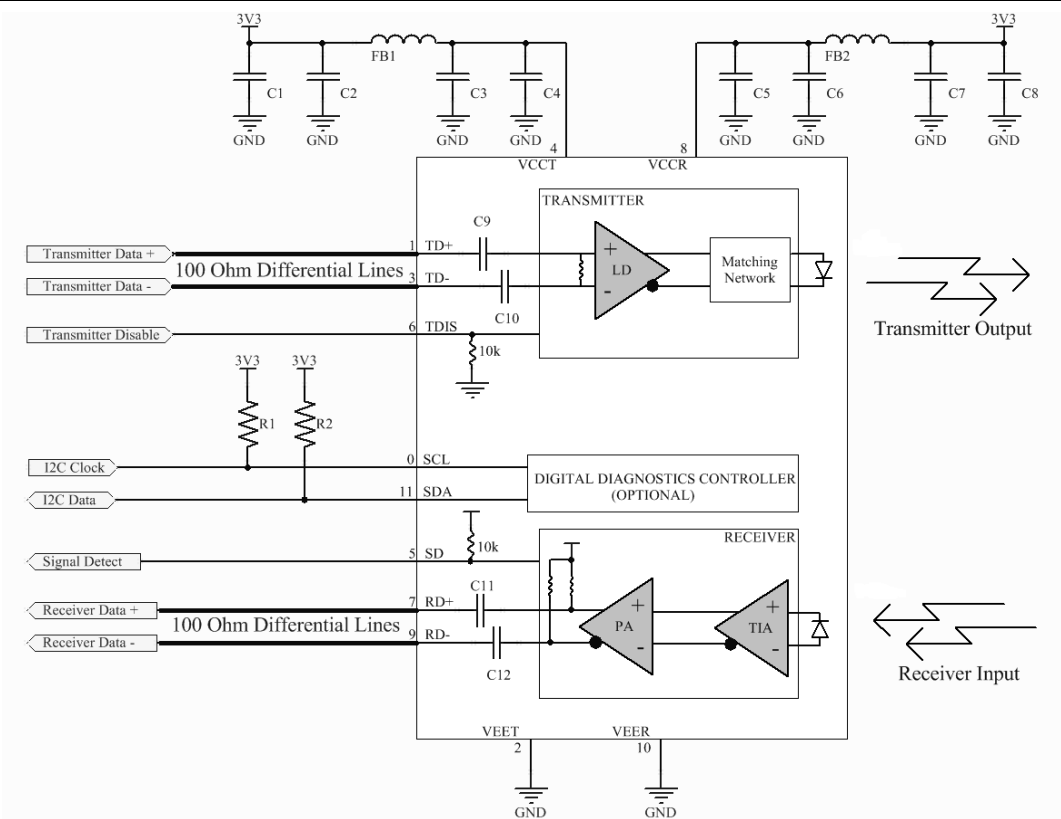 3V3
3V3
FB1
FB2
C1
C2
C3
C4
C5
C6
C7
C8
GND
GND
GND
GND
GND
GND
GND
GND
4
8
VCCT
VCCR
TRANSMITTER
C9
Transmitter Data +
1
TD+
+
LD
-
Matching
Network
100 Ohm Differential Lines
Transmitter Data -
3
TD-
C10
Transmitter Output
Transmitter Disable
6
TDIS
10k
3V3
3V3
R1
R2
I2C Clock
0
SCL
DIGITAL DIAGNOSTICS CONTROLLER
(OPTIONAL)
I2C Data
11
SDA
RECEIVER
10k
Signal Detect
5
SD
C11
Receiver Data +
7
RD+
+
PA
-
+
TIA
-
100 Ohm Differential Lines
Receiver Data -
9
RD-
C12
Receiver Input
VEET
VEER
2
10
GND
GND